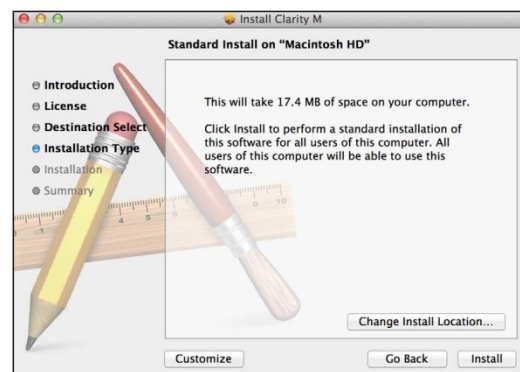 Install Clarity M
Standard Install on “Macintosh HD”
Introduction
License
Destination Select
Installation Type
Installation
Summary
This will take 17.4 MB of space on your computer.
Click Install to perform a standard installation of
this software for all users of this computer. All
users of this computer will be able to use this
software.
Change Install Location...
Customize
Go Back
Install